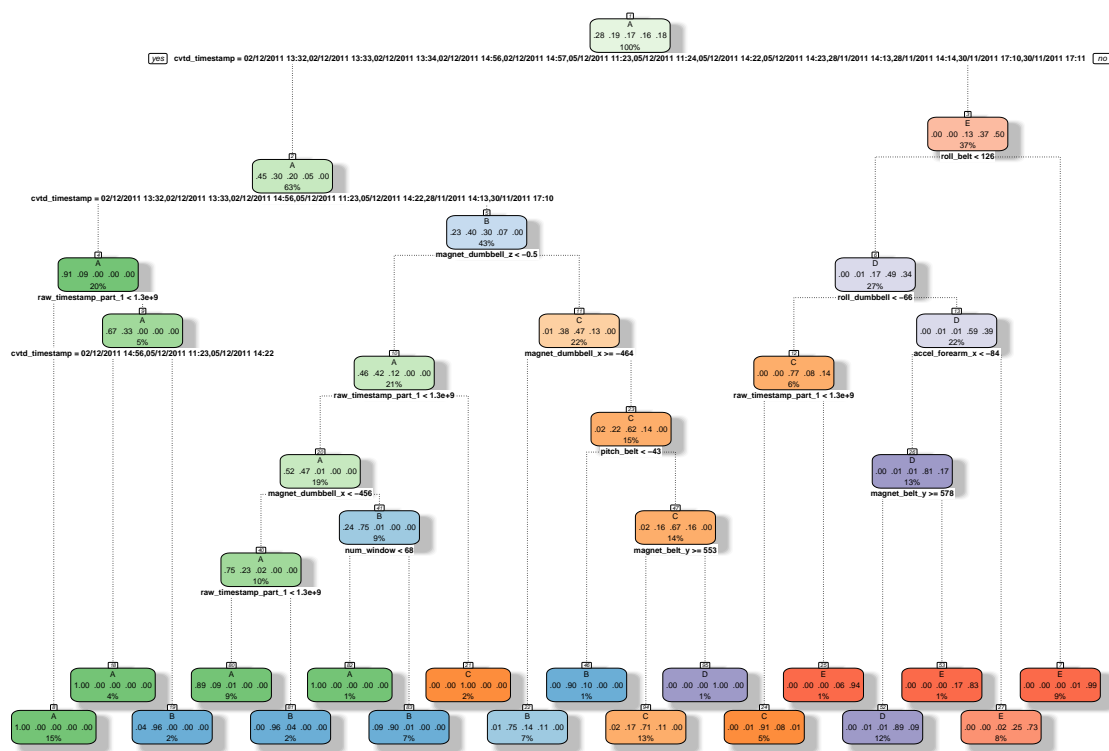 1
A
.28 .19 .17 .16 .18
100%
yes
cvtd_timestamp = 02/12/2011 13:32,02/12/2011 13:33,02/12/2011 13:34,02/12/2011 14:56,02/12/2011 14:57,05/12/2011 11:23,05/12/2011 11:24,05/12/2011 14:22,05/12/2011 14:23,28/11/2011 14:13,28/11/2011 14:14,30/11/2011 17:10,30/11/2011 17:11
no
3
E
.00 .00 .13 .37 .50
37%
roll_belt < 126
2
A
.45 .30 .20 .05 .00
63%
cvtd_timestamp = 02/12/2011 13:32,02/12/2011 13:33,02/12/2011 14:56,05/12/2011 11:23,05/12/2011 14:22,28/11/2011 14:13,30/11/2011 17:10
5
B
.23 .40 .30 .07 .00
43%
magnet_dumbbell_z < −0.5
4
A
.91 .09 .00 .00 .00
20%
raw_timestamp_part_1 < 1.3e+9
6
D
.00 .01 .17 .49 .34
27%
roll_dumbbell < −66
9
A
.67 .33 .00 .00 .00
5%
cvtd_timestamp = 02/12/2011 14:56,05/12/2011 11:23,05/12/2011 14:22
11
C
.01 .38 .47 .13 .00
22%
magnet_dumbbell_x >= −464
13
D
.00 .01 .01 .59 .39
22%
accel_forearm_x < −84
10
A
.46 .42 .12 .00 .00
21%
raw_timestamp_part_1 < 1.3e+9
12
C
.00 .00 .77 .08 .14
6%
raw_timestamp_part_1 < 1.3e+9
23
C
.02 .22 .62 .14 .00
15%
pitch_belt < −43
20
A
.52 .47 .01 .00 .00
19%
magnet_dumbbell_x < −456
26
D
.00 .01 .01 .81 .17
13%
magnet_belt_y >= 578
41
B
.24 .75 .01 .00 .00
9%
num_window < 68
47
C
.02 .16 .67 .16 .00
14%
magnet_belt_y >= 553
40
A
.75 .23 .02 .00 .00
10%
raw_timestamp_part_1 < 1.3e+9
18
A
1.00 .00 .00 .00 .00
4%
80
A
.89 .09 .01 .00 .00
9%
82
A
1.00 .00 .00 .00 .00
1%
21
C
.00 .00 1.00 .00 .00
2%
46
B
.00 .90 .10 .00 .00
1%
95
D
.00 .00 .00 1.00 .00
1%
25
E
.00 .00 .00 .06 .94
1%
53
E
.00 .00 .00 .17 .83
1%
7
E
.00 .00 .00 .01 .99
9%
8
A
1.00 .00 .00 .00 .00
15%
19
B
.04 .96 .00 .00 .00
2%
81
B
.00 .96 .04 .00 .00
2%
83
B
.09 .90 .01 .00 .00
7%
22
B
.01 .75 .14 .11 .00
7%
94
C
.02 .17 .71 .11 .00
13%
24
C
.00 .01 .91 .08 .01
5%
52
D
.00 .01 .01 .89 .09
12%
27
E
.00 .00 .02 .25 .73
8%